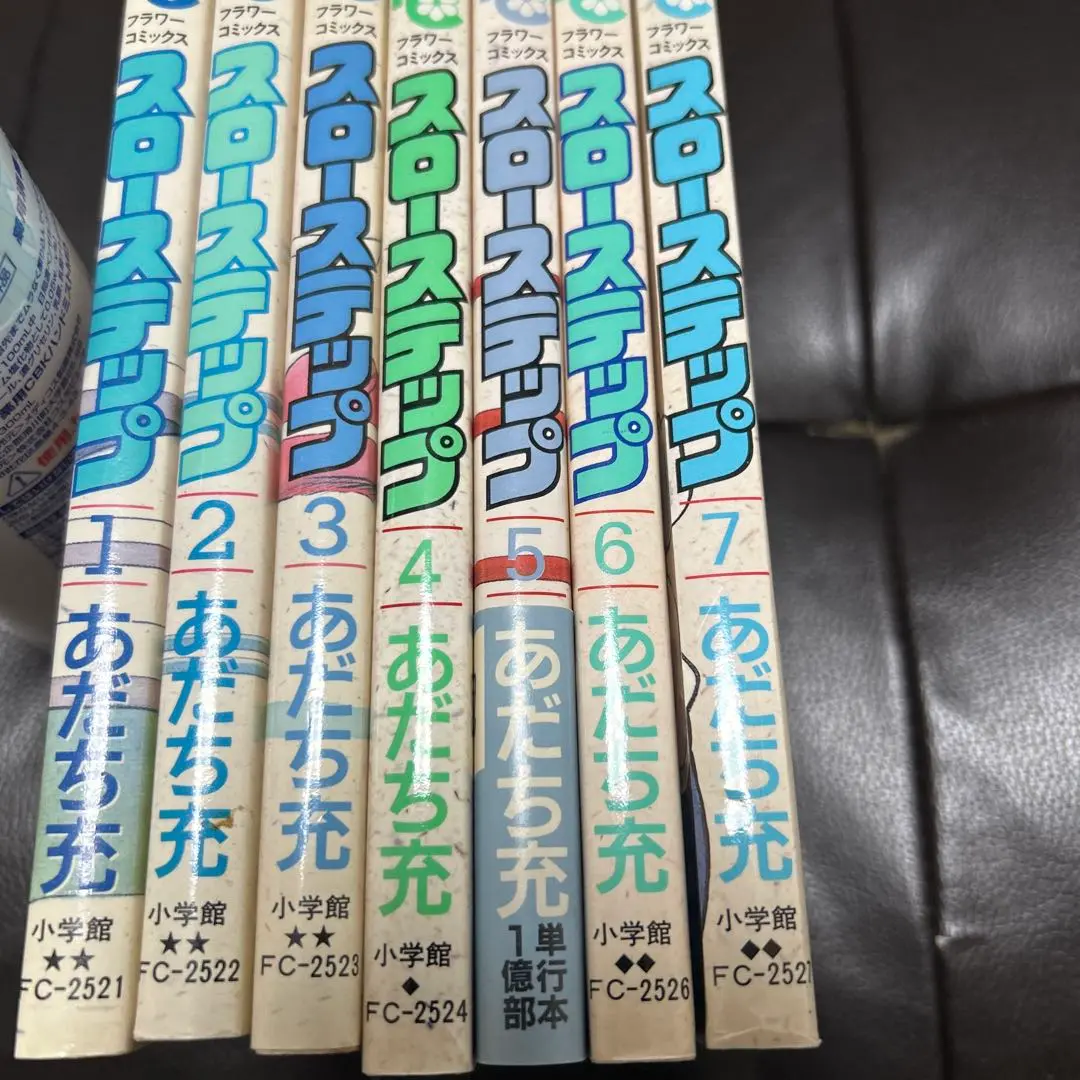 フラワー
コミックス
スローステップ
1
あだち充
小学館
★★
FC-2521
フラワー
コミックス
スローステップ
2
あだち充
小学館
★★
FC-2522
フラワー
コミックス
スローステップ
3
あだち充
小学館
★★
FC-2523
フラワー
コミックス
スローステップ
4
あだち充
小学館
◆
FC-2524
フラワー
コミックス
スローステップ
5
あだち充
単行本
1億部
フラワー
コミックス
スローステップ
6
あだち充
小学館
◆◆
FC-2526
フラワー
コミックス
スローステップ
7
あだち充
小学館
◆◆
FC-2527